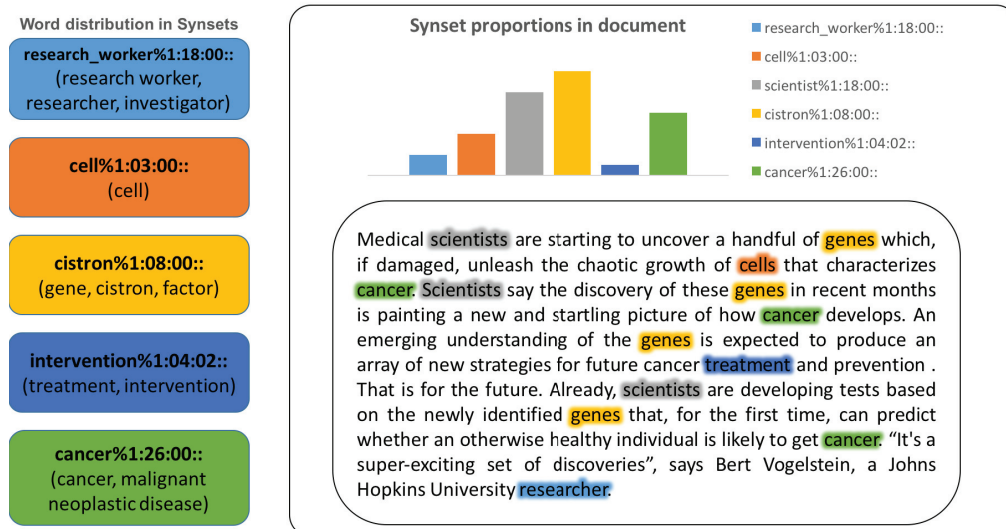 Word distribution in Synsets
research_worker%1:18:00::
(research worker,
researcher, investigator)
cell%1:03:00::
(cell)
cistron%1:08:00::
(gene, cistron, factor)
intervention%1:04:02::
(treatment, intervention)
cancer%1:26:00::
(cancer, malignant
neoplastic disease)
Synset proportions in document
research_worker%1:18:00::
cell%1:03:00::
scientist%1:18:00::
cistron%1:08:00::
intervention%1:04:02::
cancer%1:26:00::
Medical scientists are starting to uncover a handful of genes which,
if damaged, unleash the chaotic growth of cells that characterizes
cancer. Scientists say the discovery of these genes in recent months
is painting a new and startling picture of how cancer develops. An
emerging understanding of the genes is expected to produce an
array of new strategies for future cancer treatment and prevention .
That is for the future. Already, scientists are developing tests based
on the newly identified genes that, for the first time, can predict
whether an otherwise healthy individual is likely to get cancer. “It's a
super-exciting set of discoveries”, says Bert Vogelstein, a Johns
Hopkins University researcher.